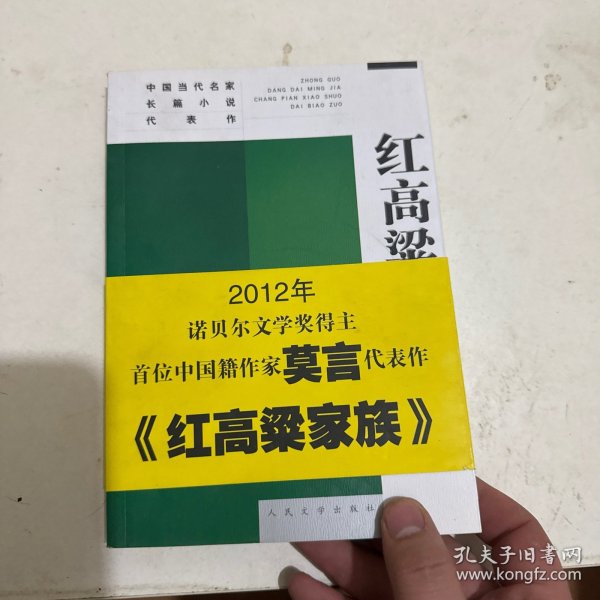 中国当代名家
长篇小说
代表作
ZHONG GUO
DANG DAI MING JIA
CHANG PIAN XIAO SHUO
DAI BIAO ZUO
红高粱
2012年
诺贝尔文学奖得主
首位中国籍作家莫言代表作
《红高粱家族》
人民文学出版社
孔夫子旧书网
www.kongfz.com